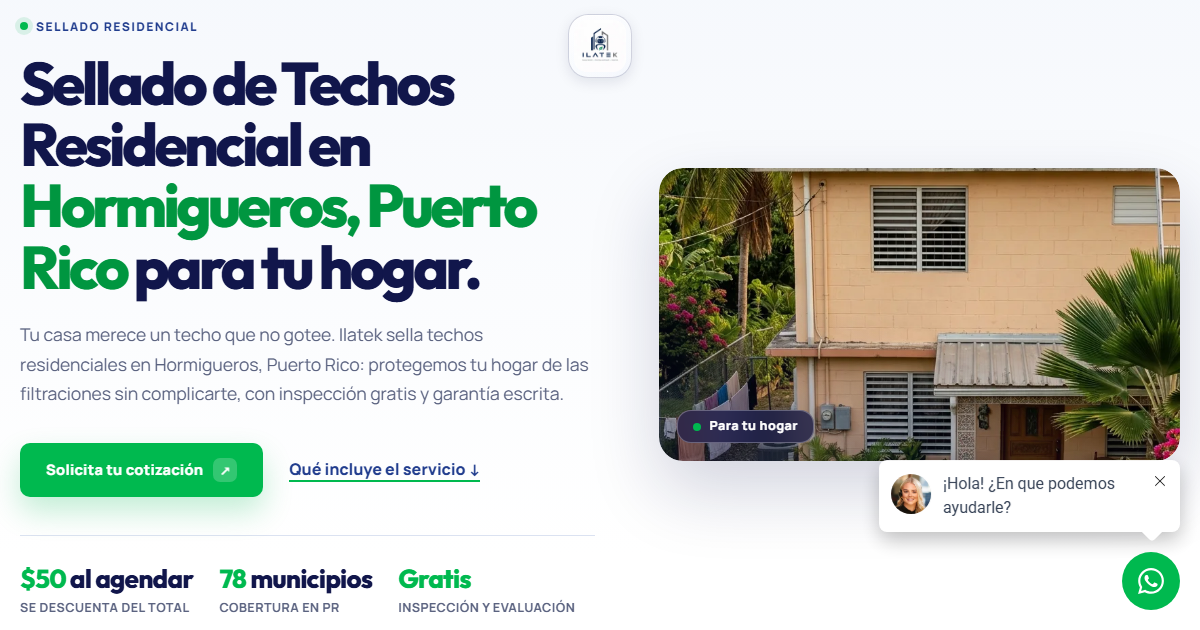 SELLADO RESIDENCIAL
ILATEK
Sellado de Techos
Residencial en
Hormigueros, Puerto
Rico para tu hogar.
Tu casa merece un techo que no gotee. Ilatek sella techos
residenciales en Hormigueros, Puerto Rico: protegemos tu hogar de las
filtraciones sin complicarte, con inspección gratis y garantía escrita.
Solicita tu cotización ↗
Qué incluye el servicio ↓
$50 al agendar
SE DESCUENTA DEL TOTAL
78 municipios
COBERTURA EN PR
Gratis
INSPECCIÓN Y EVALUACIÓN
Para tu hogar
¡Hola! ¿En que podemos
ayudarle?